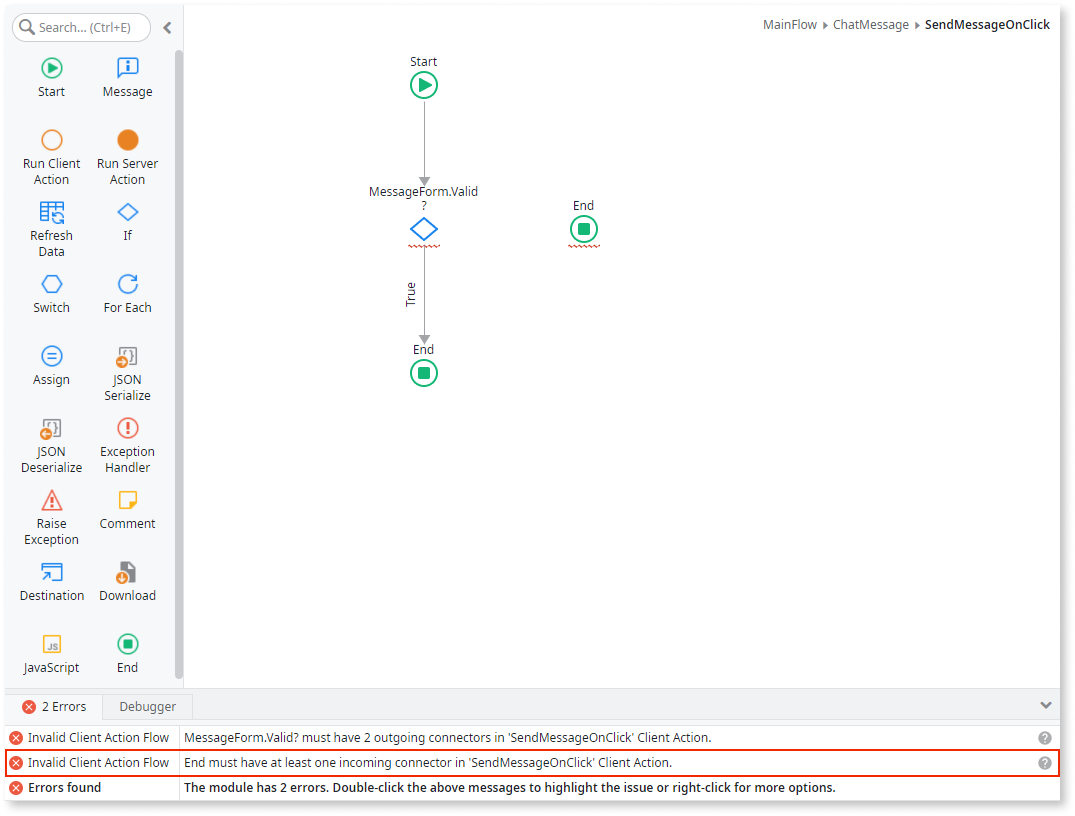 Search... (Ctrl+E)
MainFlow ChatMessage SendMessageOnClick
Start
Message
Run Client
Action
Run Server
Action
Refresh
Data
If
Switch
For Each
Assign
JSON
Serialize
JSON
Deserialize
Exception
Handler
Raise
Exception
Comment
Destination
Download
JS
JavaScript
End
Start
MessageForm.Valid
?
End
True
End
2 Errors
Debugger
Invalid Client Action Flow MessageForm.Valid? must have 2 outgoing connectors in 'SendMessageOnClick' Client Action. ?
Invalid Client Action Flow End must have at least one incoming connector in 'SendMessageOnClick' Client Action. ?
Errors found The module has 2 errors. Double-click the above messages to highlight the issue or right-click for more options.